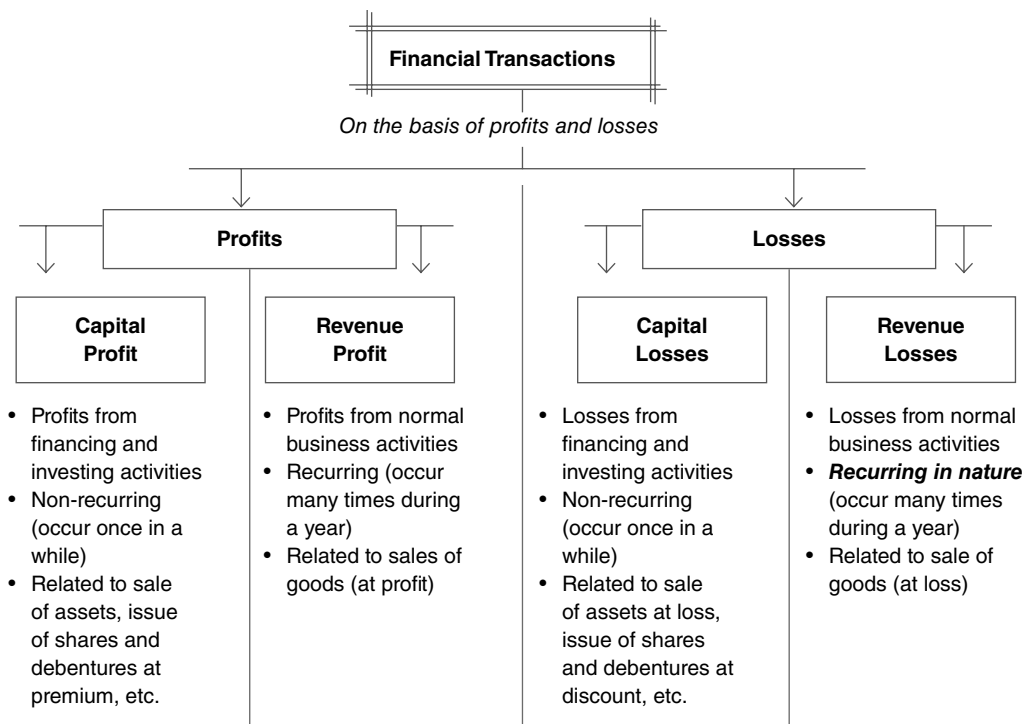 Financial Transactions
On the basis of profits and losses
Profits
Losses
Capital
Profit
Revenue
Profit
Capital
Losses
Revenue
Losses
• Profits from
financing and
investing activities
• Non-recurring
(occur once in a
while)
• Related to sale
of assets, issue
of shares and
debentures at
premium, etc.
• Profits from normal
business activities
• Recurring (occur
many times during
a year)
• Related to sales of
goods (at profit)
• Losses from
financing and
investing activities
• Non-recurring
(occur once in a
while)
• Related to sale
of assets at loss,
issue of shares
and debentures at
discount, etc.
• Losses from normal
business activities
• Recurring in nature
(occur many times
during a year)
• Related to sale of
goods (at loss)